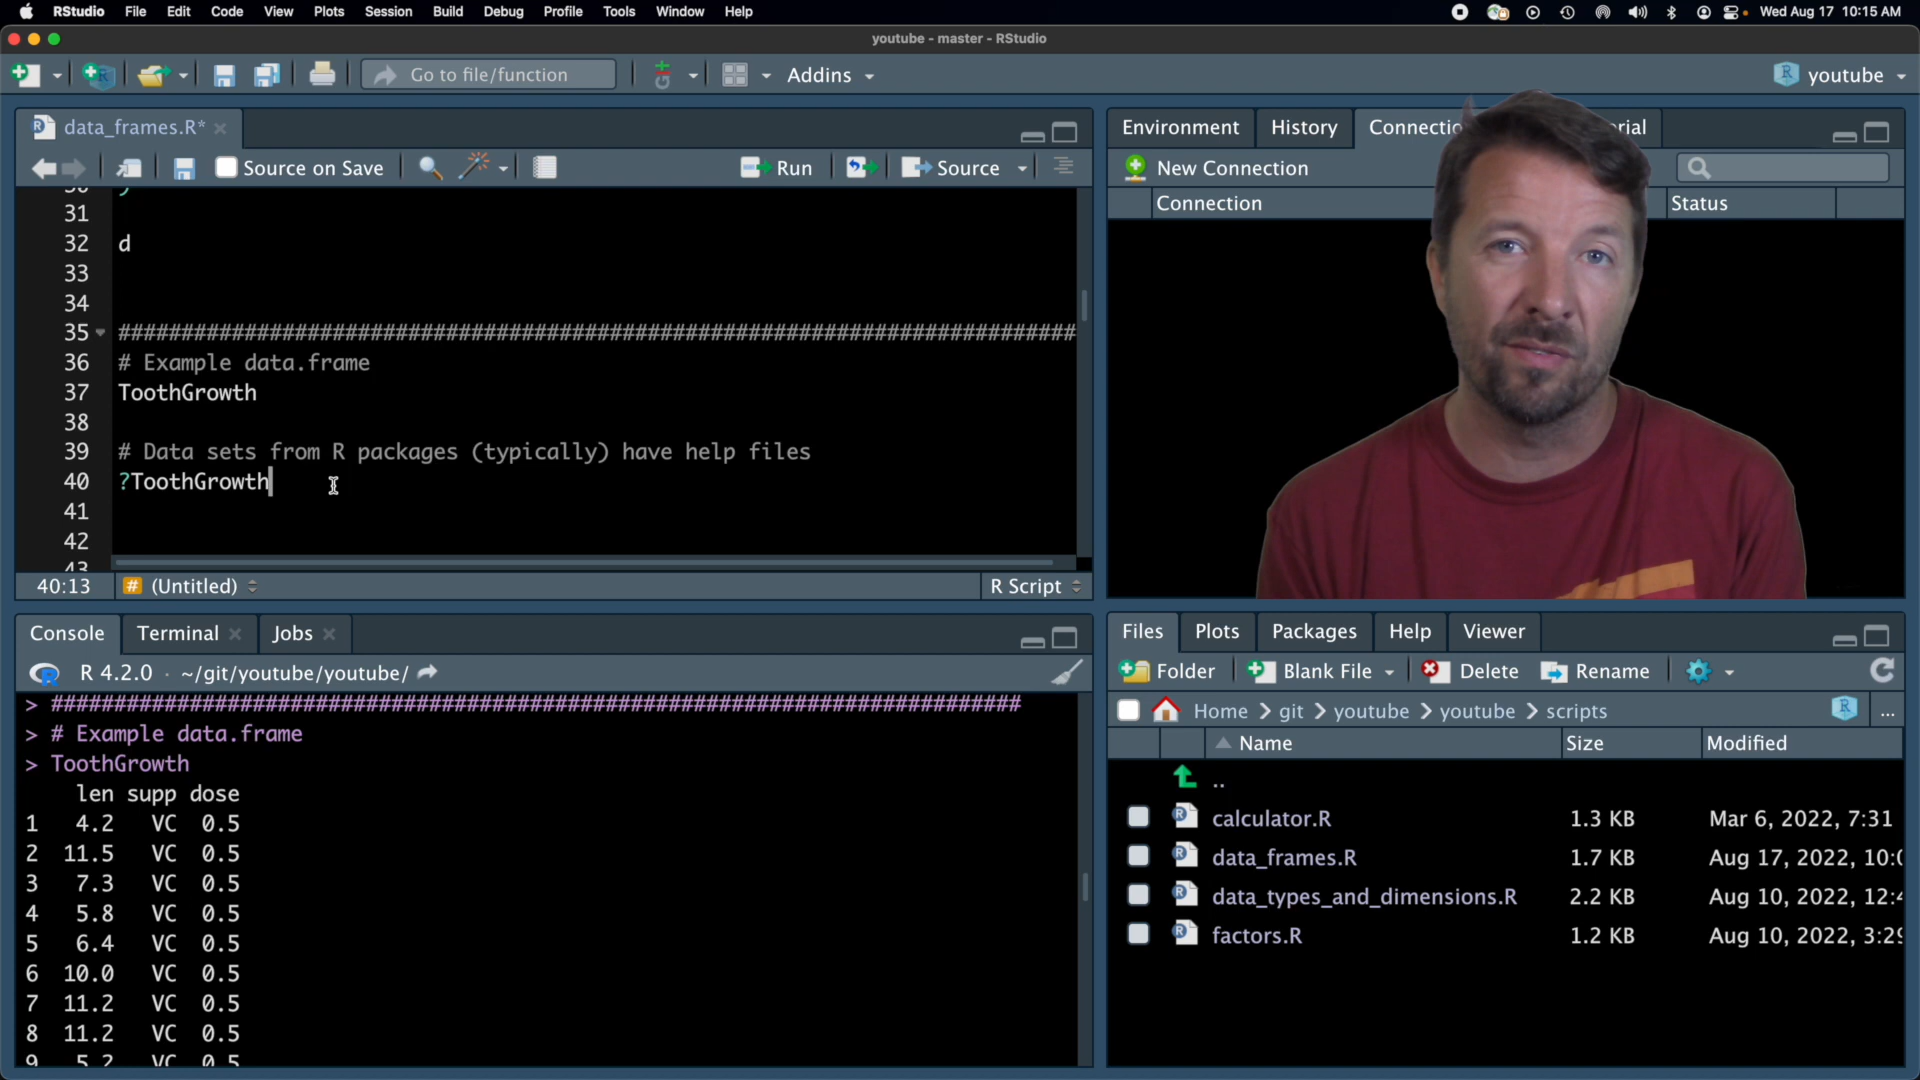 RStudio File Edit Code View Plots Session Build Debug Profile Tools Window Help Wed Aug 17 10:15 AM
youtube - master - RStudio
Go to file/function Addins youtube
data_frames.R*
Source on Save Run Source
31
32 d
33
34
35 ############################################################################
36 # Example data.frame
37 ToothGrowth
38
39 # Data sets from R packages (typically) have help files
40 ?ToothGrowth
41
42
43
40:13 # (Untitled) R Script
Console Terminal Jobs
R 4.2.0 · ~/git/youtube/youtube/
> #############################################################################
> # Example data.frame
> ToothGrowth
len supp dose
1 4.2 VC 0.5
2 11.5 VC 0.5
3 7.3 VC 0.5
4 5.8 VC 0.5
5 6.4 VC 0.5
6 10.0 VC 0.5
7 11.2 VC 0.5
8 11.2 VC 0.5
9 5.2 VC 0.5
Environment History Connectio rial
New Connection
Connection Status
Files Plots Packages Help Viewer
Folder Blank File Delete Rename
Home > git > youtube > youtube > scripts ...
Name Size Modified
..
calculator.R 1.3 KB Mar 6, 2022, 7:31
data_frames.R 1.7 KB Aug 17, 2022, 10:0
data_types_and_dimensions.R 2.2 KB Aug 10, 2022, 12:4
factors.R 1.2 KB Aug 10, 2022, 3:29